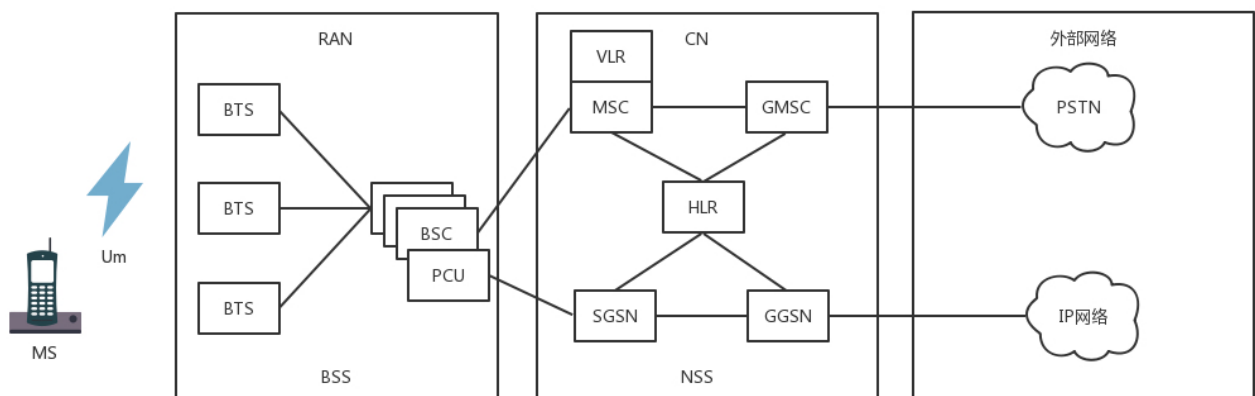 RAN
BTS
BTS
BTS
BSC
PCU
BSS
Um
MS
CN
VLR
MSC
GMSC
HLR
SGSN
GGSN
NSS
外部网络
PSTN
IP网络